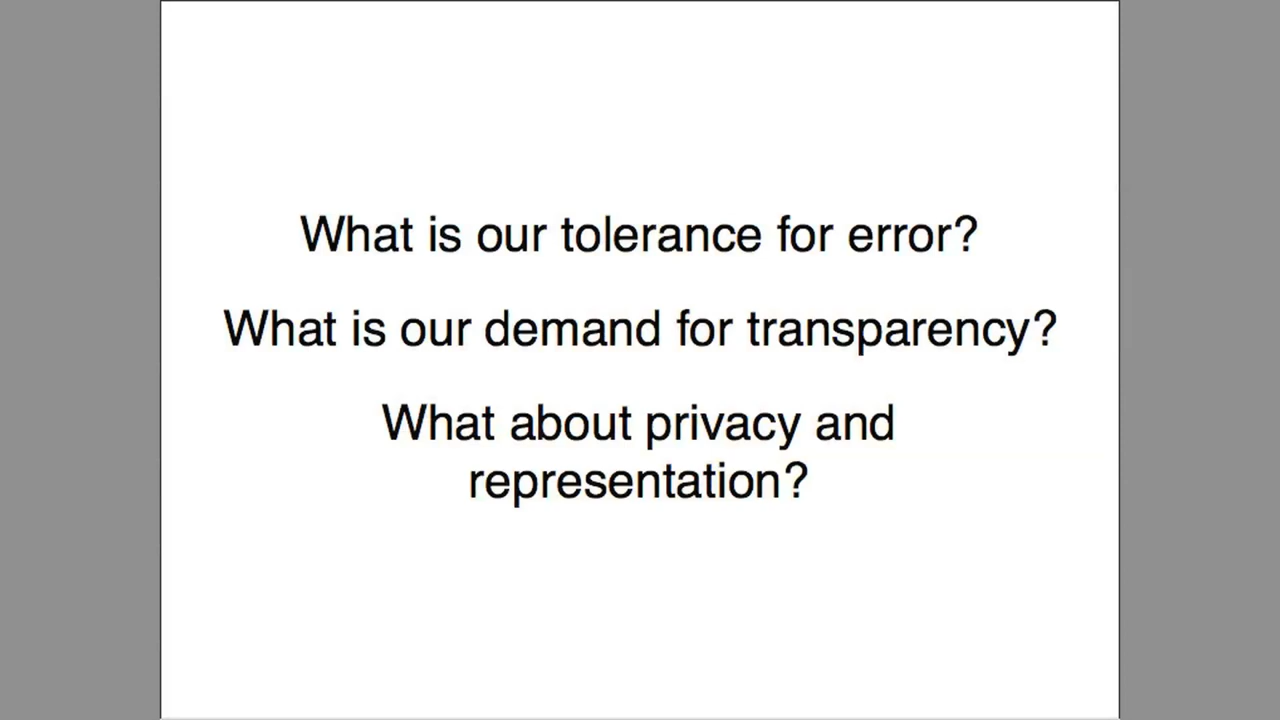 What is our tolerance for error?
What is our demand for transparency?
What about privacy and
representation?